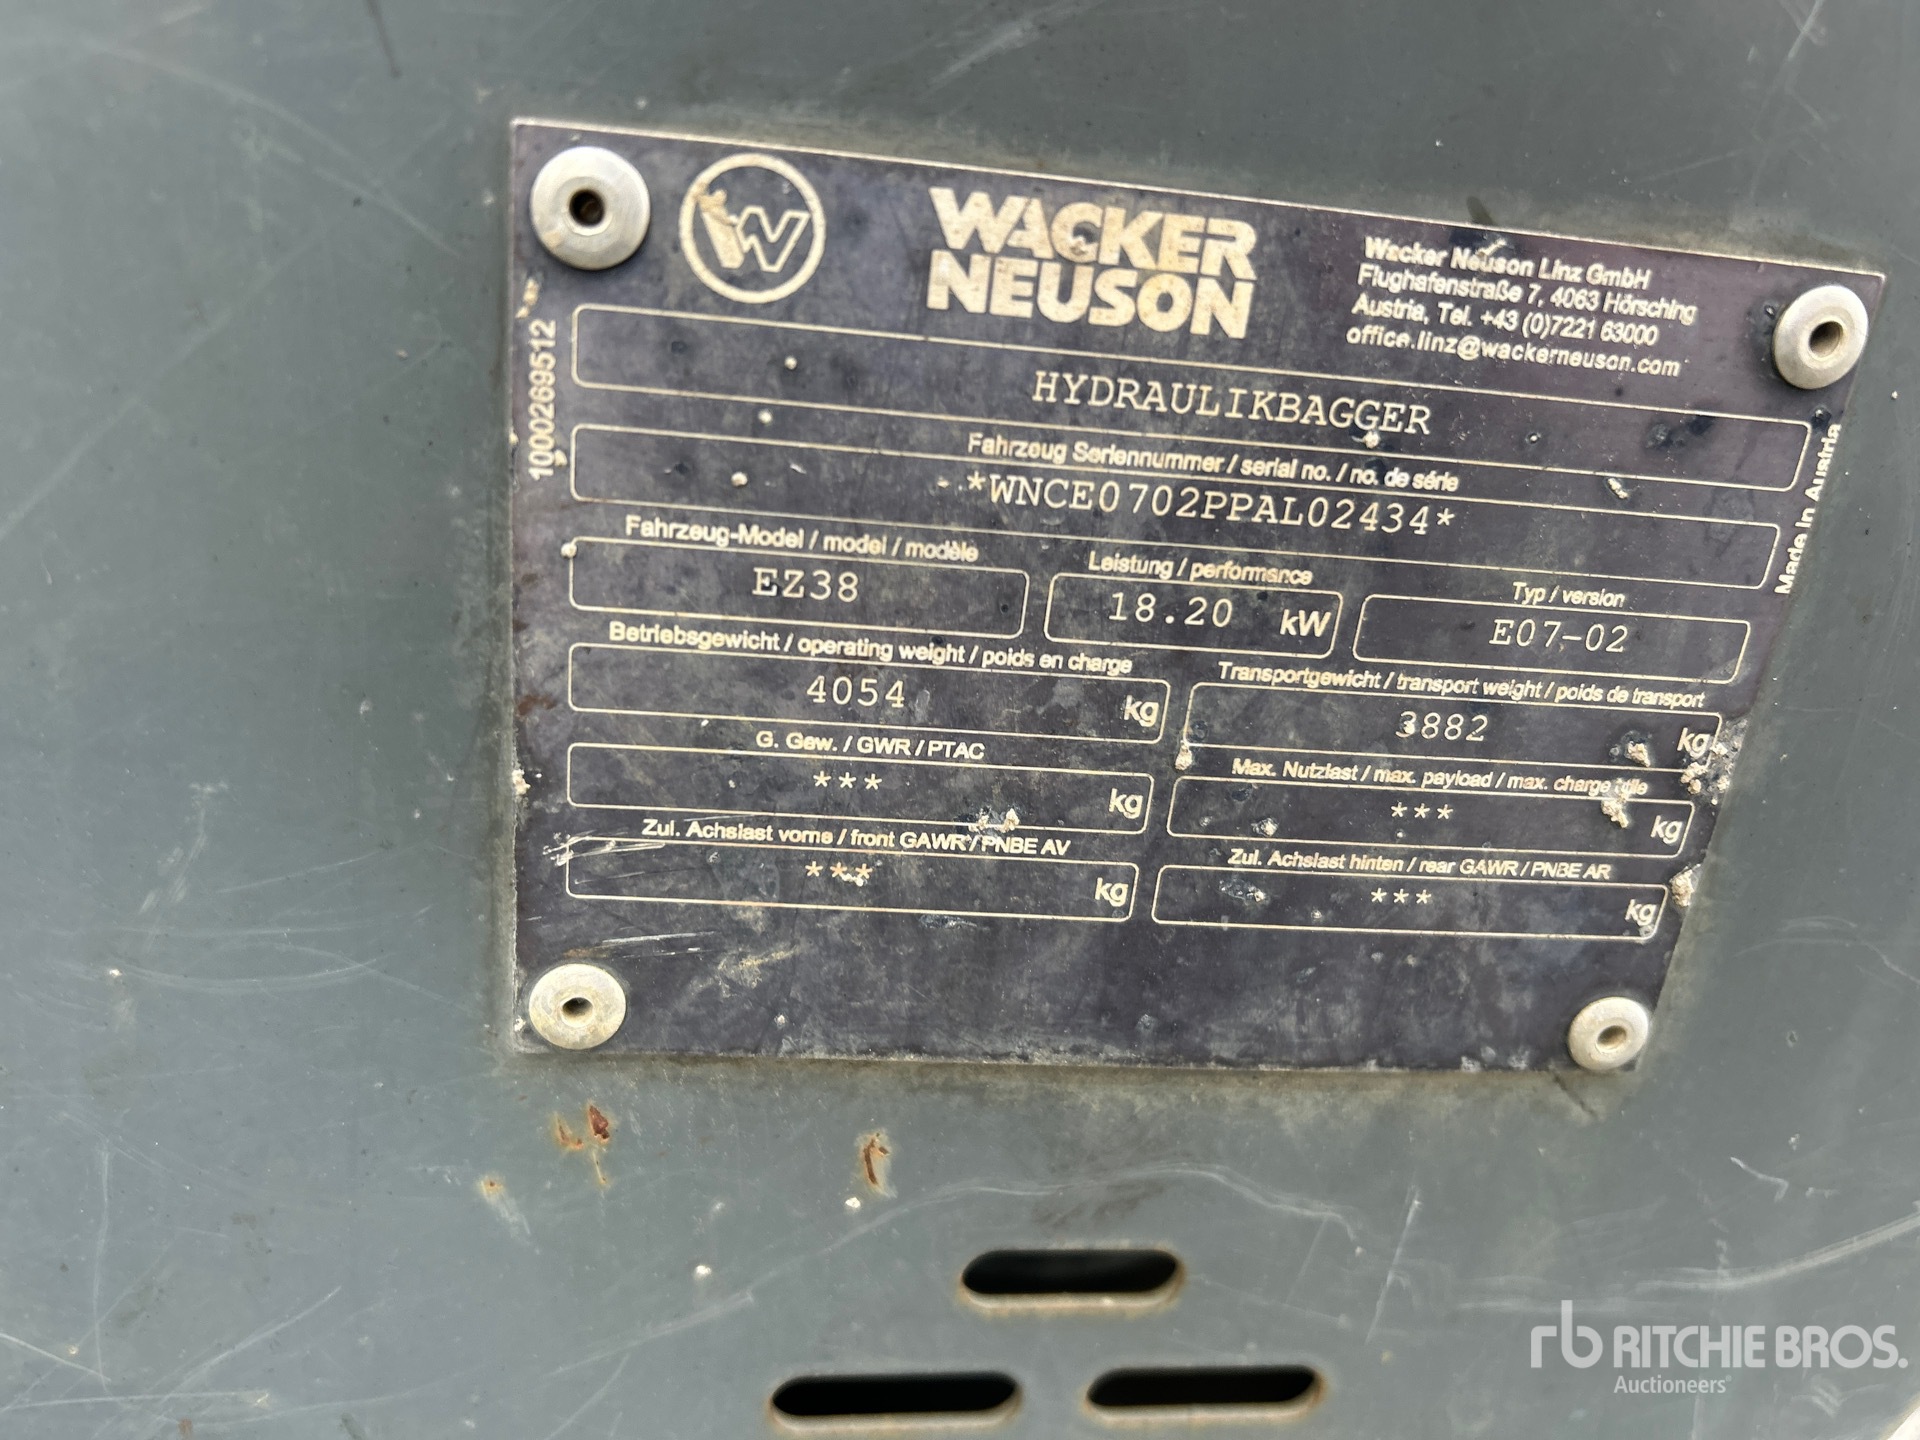 WACKER
NEUSON
Wacker Neuson Linz GmbH
Flughafenstraße 7, 4063 Hörsching
Austria, Tel. +43 (0)7221 63000
office.linz@wackerneuson.com
1000269512
HYDRAULIKBAGGER
Fahrzeug Seriennummer / serial no. / no. de série
*WNCE0702PPAL02434*
Made in Austria
Fahrzeug-Model / model / modèle
EZ38
Leistung / performance
18.20 kW
Typ / version
E07-02
Betriebsgewicht / operating weight / poids en charge
4054 kg
Transportgewicht / transport weight / poids de transport
3882 kg
G. Gew. / GWR / PTAC
*** kg
Max. Nutzlast / max. payload / max. charge utile
*** kg
Zul. Achslast vorne / front GAWR / PNBE AV
*** kg
Zul. Achslast hinten / rear GAWR / PNBE AR
*** kg
rb RITCHIE BROS.
Auctioneers